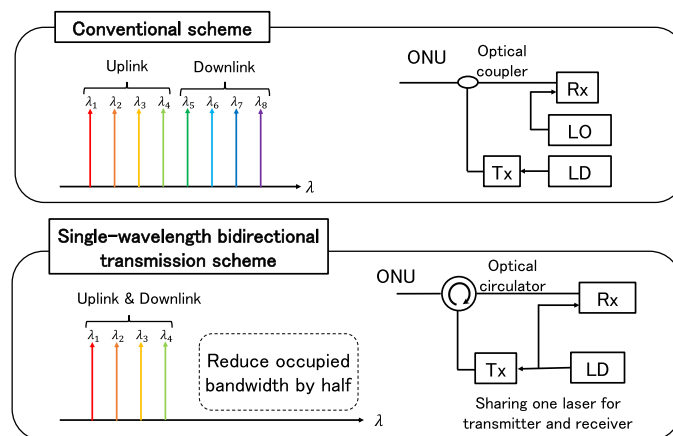 Conventional scheme
Uplink Downlink
λ₁ λ₂ λ₃ λ₄ λ₅ λ₆ λ₇ λ₈
λ
ONU
Optical
coupler
Rx
LO
Tx
LD
Single-wavelength bidirectional
transmission scheme
Uplink & Downlink
λ₁ λ₂ λ₃ λ₄
λ
Reduce occupied
bandwidth by half
ONU
Optical
circulator
Rx
Tx
LD
Sharing one laser for
transmitter and receiver